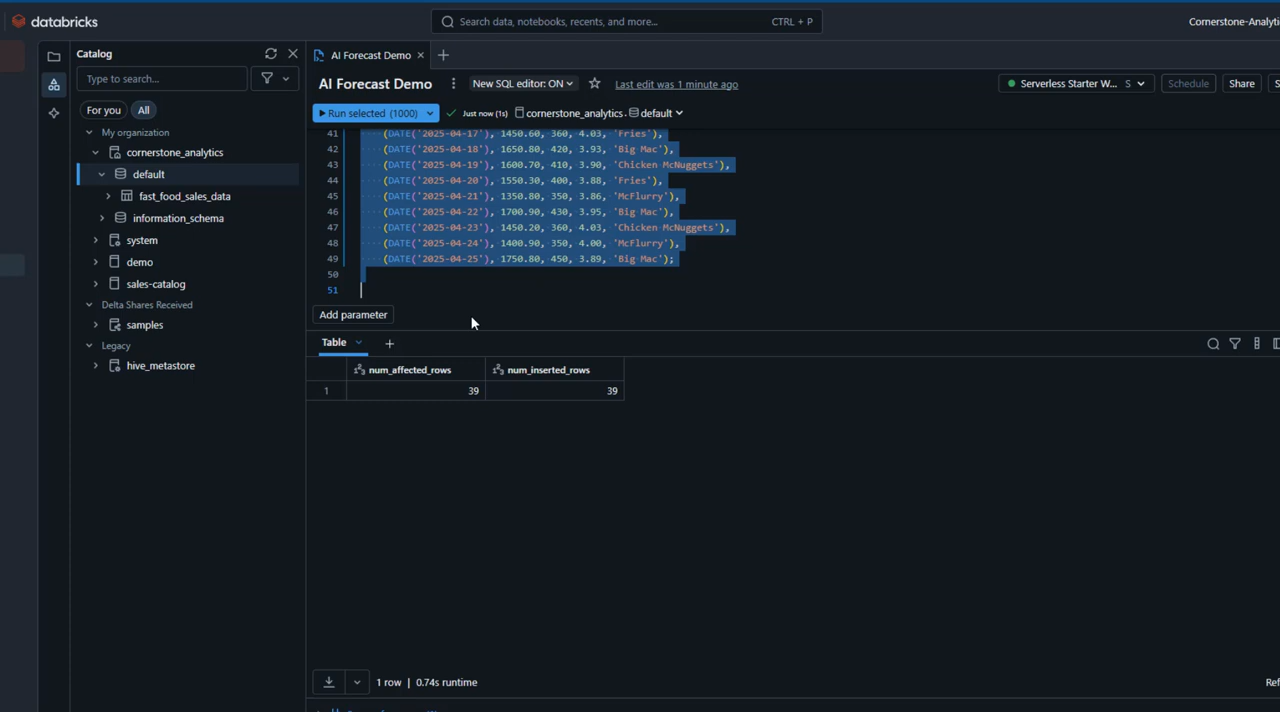 databricks
Search data, notebooks, recents, and more...
CTRL + P
Cornerstone-Analyti
Catalog
Type to search...
For you
All
My organization
cornerstone_analytics
default
fast_food_sales_data
information_schema
system
demo
sales-catalog
Delta Shares Received
samples
Legacy
hive_metastore
AI Forecast Demo
AI Forecast Demo
New SQL editor: ON
Last edit was 1 minute ago
Serverless Starter W... S
Schedule
Share
Run selected (1000)
Just now (1s)
cornerstone_analytics.
default
41 (DATE('2025-04-17'), 1450.60, 360, 4.03, 'Fries'),
42 (DATE('2025-04-18'), 1650.80, 420, 3.93, 'Big Mac'),
43 (DATE('2025-04-19'), 1600.70, 410, 3.90, 'Chicken McNuggets'),
44 (DATE('2025-04-20'), 1550.30, 400, 3.88, 'Fries'),
45 (DATE('2025-04-21'), 1350.80, 350, 3.86, 'McFlurry'),
46 (DATE('2025-04-22'), 1700.90, 430, 3.95, 'Big Mac'),
47 (DATE('2025-04-23'), 1450.20, 360, 4.03, 'Chicken McNuggets'),
48 (DATE('2025-04-24'), 1400.90, 350, 4.00, 'McFlurry'),
49 (DATE('2025-04-25'), 1750.80, 450, 3.89, 'Big Mac');
50
51
Add parameter
Table
num_affected_rows
num_inserted_rows
1 39 39
1 row | 0.74s runtime
Ref